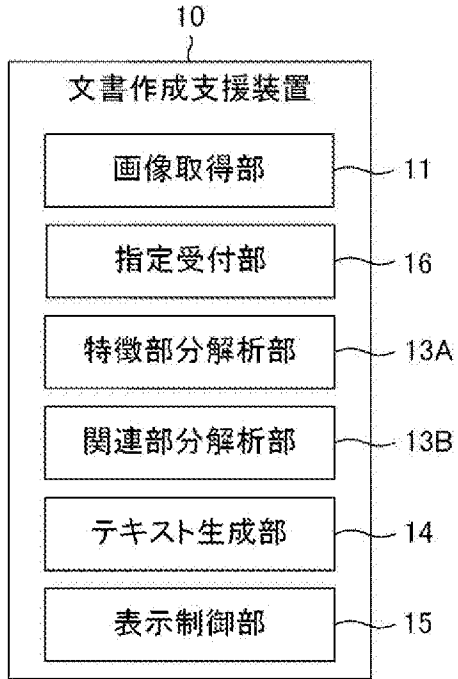 10
文書作成支援装置
画像取得部 11
指定受付部 16
特徴部分解析部 13A
関連部分解析部 13B
テキスト生成部 14
表示制御部 15